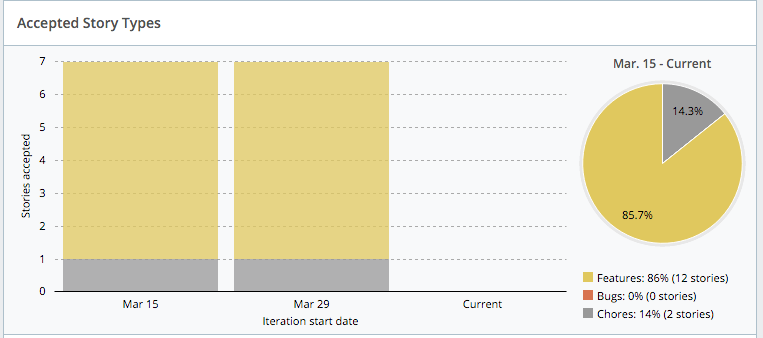 Accepted Story Types
Mar. 15 - Current
7
6
5
4
3
2
1
0
Stories accepted
Mar 15
Mar 29
Current
Iteration start date
14.3%
85.7%
Features: 86% (12 stories)
Bugs: 0% (0 stories)
Chores: 14% (2 stories)